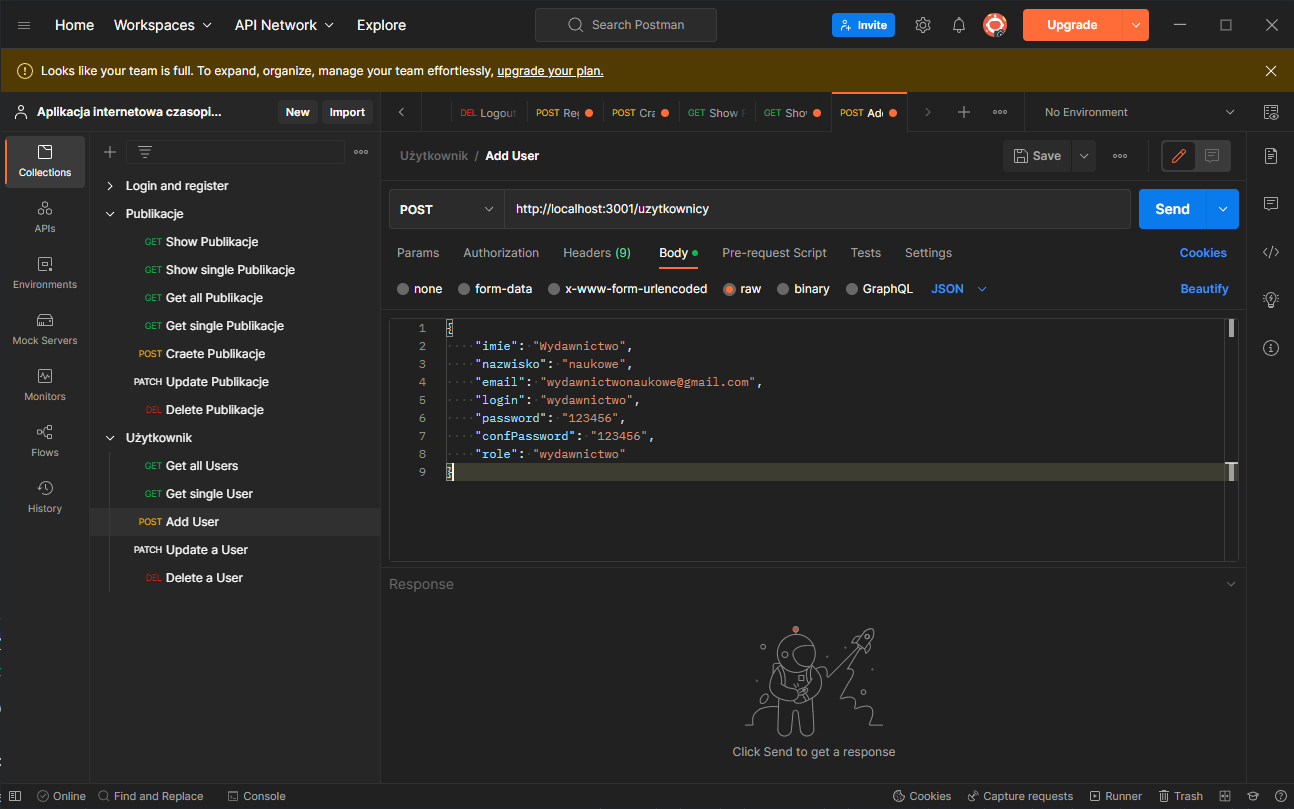 Home Workspaces API Network Explore Search Postman Invite Upgrade
Looks like your team is full. To expand, organize, manage your team effortlessly, upgrade your plan.
Aplikacja internetowa czasopi... New Import
DEL Logout POST Reg POST Cra GET Show GET Sho POST Ad No Environment
Collections
APIs
Environments
Mock Servers
Monitors
Flows
History
Login and register
Publikacje
GET Show Publikacje
GET Show single Publikacje
GET Get all Publikacje
GET Get single Publikacje
POST Craete Publikacje
PATCH Update Publikacje
DEL Delete Publikacje
Użytkownik
GET Get all Users
GET Get single User
POST Add User
PATCH Update a User
DEL Delete a User
Użytkownik / Add User Save
POST http://localhost:3001/uzytkownicy Send
Params Authorization Headers (9) Body Pre-request Script Tests Settings Cookies
none form-data x-www-form-urlencoded raw binary GraphQL JSON Beautify
1 {
2 "imie": "Wydawnictwo",
3 "nazwisko": "naukowe",
4 "email": "wydawnictwonaukowe@gmail.com",
5 "login": "wydawnictwo",
6 "password": "123456",
7 "confPassword": "123456",
8 "role": "wydawnictwo"
9 }
Response
Click Send to get a response
Online Find and Replace Console Cookies Capture requests Runner Trash